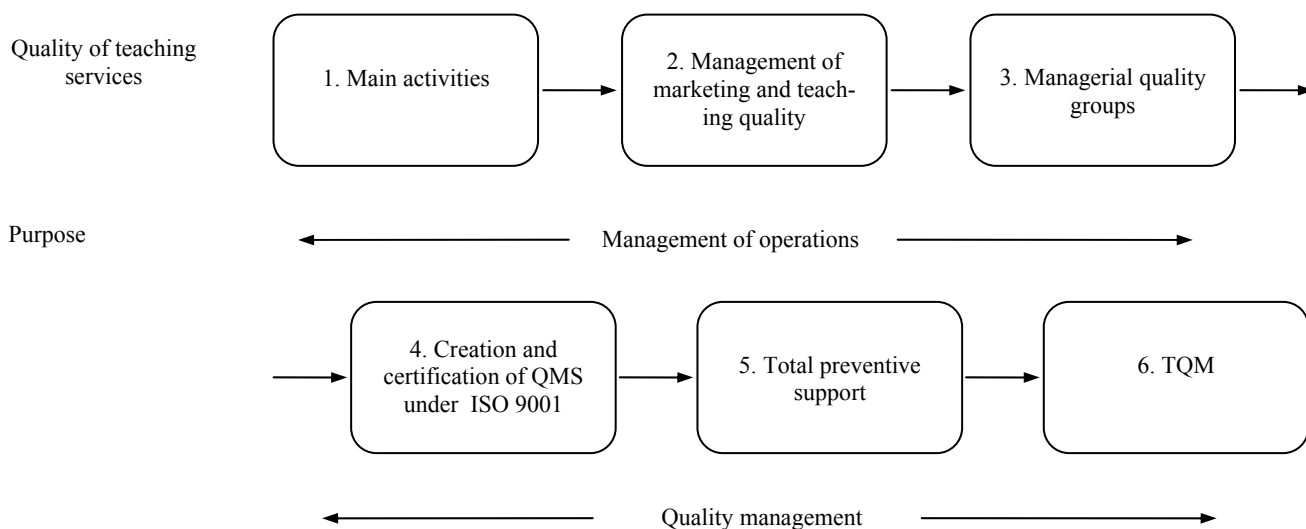 Quality of teaching
services
1. Main activities
2. Management of
marketing and teach-
ing quality
3. Managerial quality
groups
Purpose
Management of operations
4. Creation and
certification of QMS
under ISO 9001
5. Total preventive
support
6. TQM
Quality management